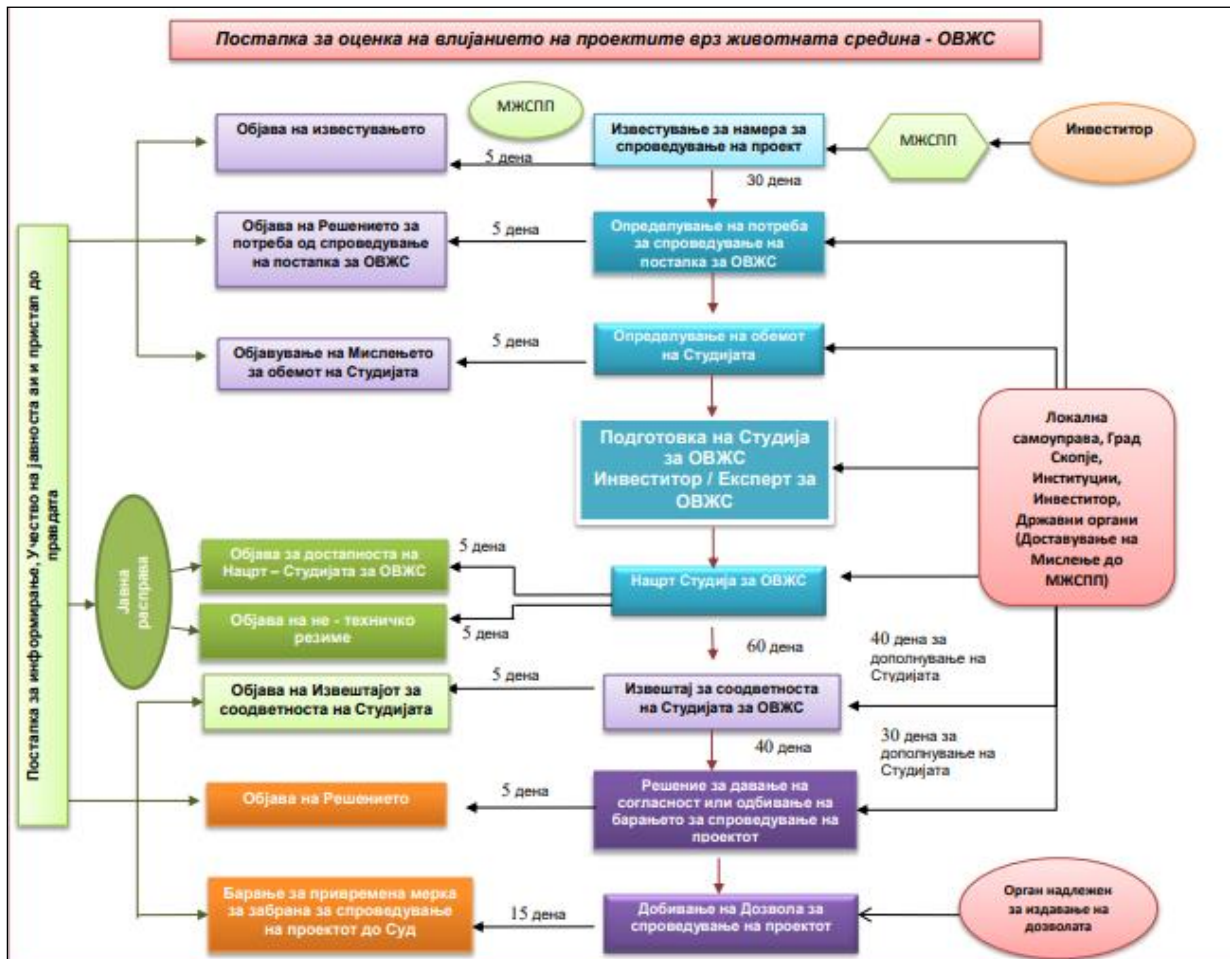 Постапка за оценка на влијанието на проектите врз животната средина - ОВЖС
МЖСПП
Објава на известувањето
5 дена
Известување за намера за
спроведување на проект
МЖСПП
Инвеститор
30 дена
Објава на Решението за
потреба од спроведување
на постапка за ОВЖС
5 дена
Определување на потреба
за спроведување на
постапка за ОВЖС
Објавување на Мислењето
за обемот на Студијата
5 дена
Определување на обемот
на Студијата
Постапка за информирање, Учество на јавноста аи и пристап до
правдата
Подготовка на Студија
за ОВЖС
Инвеститор / Експерт за
ОВЖС
Локална
самоуправа, Град
Скопје,
Институции,
Инвеститор,
Државни органи
(Доставување на
Мислење до
МЖСПП)
Јавна
расправа
Објава за достапноста на
Нацрт – Студијата за ОВЖС
5 дена
Нацрт Студија за ОВЖС
Објава на не - техничко
резиме
5 дена
60 дена
40 дена за
дополнување на
Студијата
Објава на Извештајот за
соодветноста на Студијата
5 дена
Извештај за соодветноста
на Студијата за ОВЖС
40 дена
30 дена за
дополнување на
Студијата
Објава на Решението
5 дена
Решение за давање на
согласност или одбивање на
барањето за спроведување на
проектот
Барање за привремена мерка
за забрана за спроведување
на проектот до Суд
15 дена
Добивање на Дозвола за
спроведување на проектот
Орган надлежен
за издавање на
дозволата